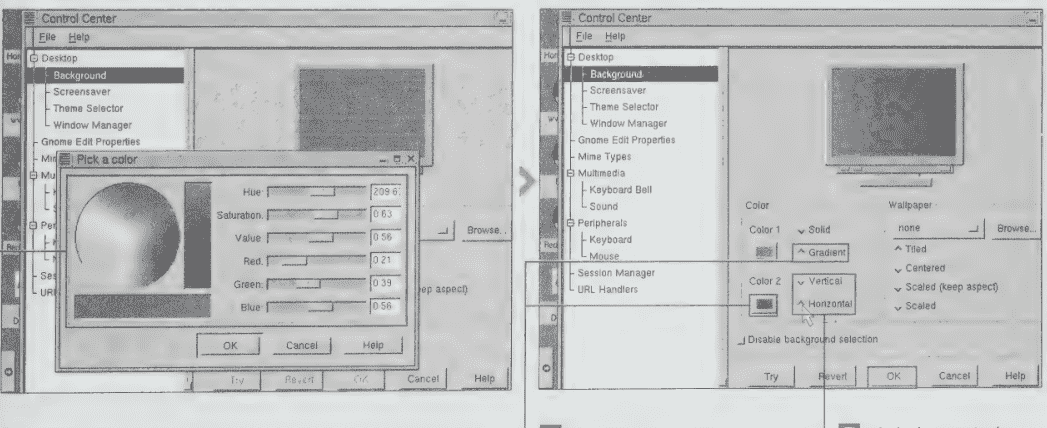 Control Center
File Help
Desktop
Background
Screensaver
Theme Selector
Window Manager
Gnome Edit Properties
Pick a color
Hue:
Saturation:
0.63
Value
0.56
Red:
0.21
Green:
0.39
Blue
0.56
OK Cancel Help
Browse...
eep aspect)
Try Revert OK Cancel Help
Control Center
File Help
Desktop
Background
Screensaver
Theme Selector
Window Manager
Gnome Edit Properties
Mime Types
Multimedia
Keyboard Bell
Sound
Peripherals
Keyboard
Mouse
Session Manager
URL Handlers
Color
Color 1
Solid
Gradient
Color 2
Vertical
Horizontal
Wallpaper
none
Browse...
Tiled
Centered
Scaled (keep aspect)
Scaled
Disable background selection
Try Revert OK Cancel Help